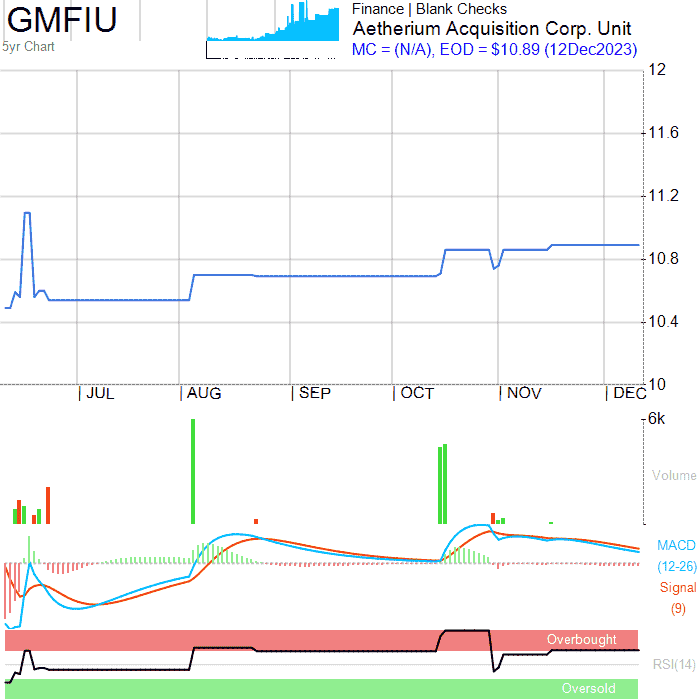 GMFIU
5yr Chart
Finance | Blank Checks
Aetherium Acquisition Corp. Unit
MC = (N/A), EOD = $10.89 (12Dec2023)
12
11.6
11.2
10.8
10.4
10
| JUL | AUG | SEP | OCT | NOV | DEC
6k
Volume
MACD
(12-26)
Signal
(9)
Overbought
RSI(14)
Oversold